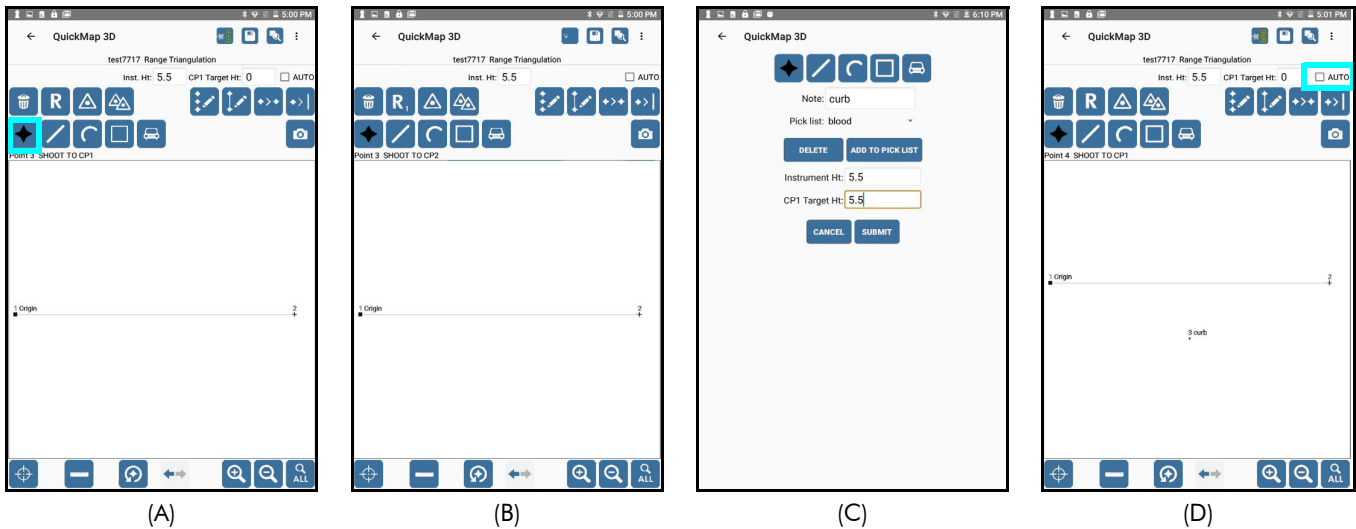 5:00 PM
QuickMap 3D
test7717 Range Triangulation
Inst. Ht: 5.5 CP1 Target Ht: 0 AUTO
R
Point 3 SHOOT TO CP1
1 Origin 2
ALL
(A)
5:00 PM
QuickMap 3D
test7717 Range Triangulation
Inst. Ht: 5.5 AUTO
R1
Point 3 SHOOT TO CP2
1 Origin 2
ALL
(B)
6:10 PM
QuickMap 3D
Note: curb
Pick list: blood
DELETE ADD TO PICK LIST
Instrument Ht: 5.5
CP1 Target Ht: 5.5
CANCEL SUBMIT
(C)
5:01 PM
QuickMap 3D
test7717 Range Triangulation
Inst. Ht: 5.5 CP1 Target Ht: 0 AUTO
R
Point 4 SHOOT TO CP1
1 Origin 2
3 curb
ALL
(D)